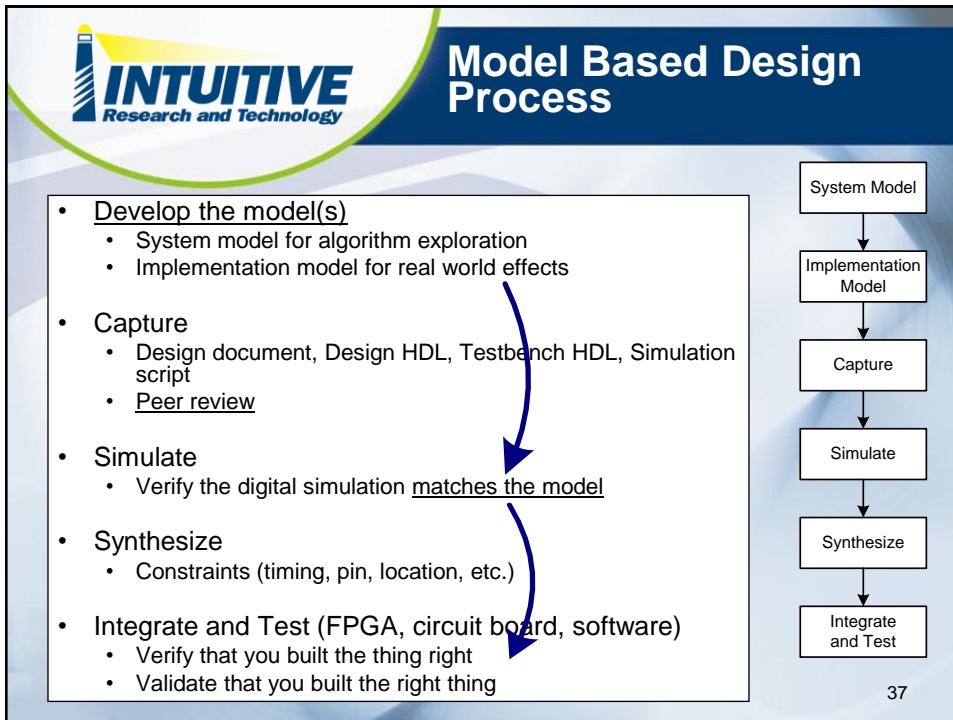 INTUITIVE
Research and Technology
Model Based Design
Process
• Develop the model(s)
• System model for algorithm exploration
• Implementation model for real world effects
• Capture
• Design document, Design HDL, Testbench HDL, Simulation
script
• Peer review
• Simulate
• Verify the digital simulation matches the model
• Synthesize
• Constraints (timing, pin, location, etc.)
• Integrate and Test (FPGA, circuit board, software)
• Verify that you built the thing right
• Validate that you built the right thing
System Model
Implementation
Model
Capture
Simulate
Synthesize
Integrate
and Test
37